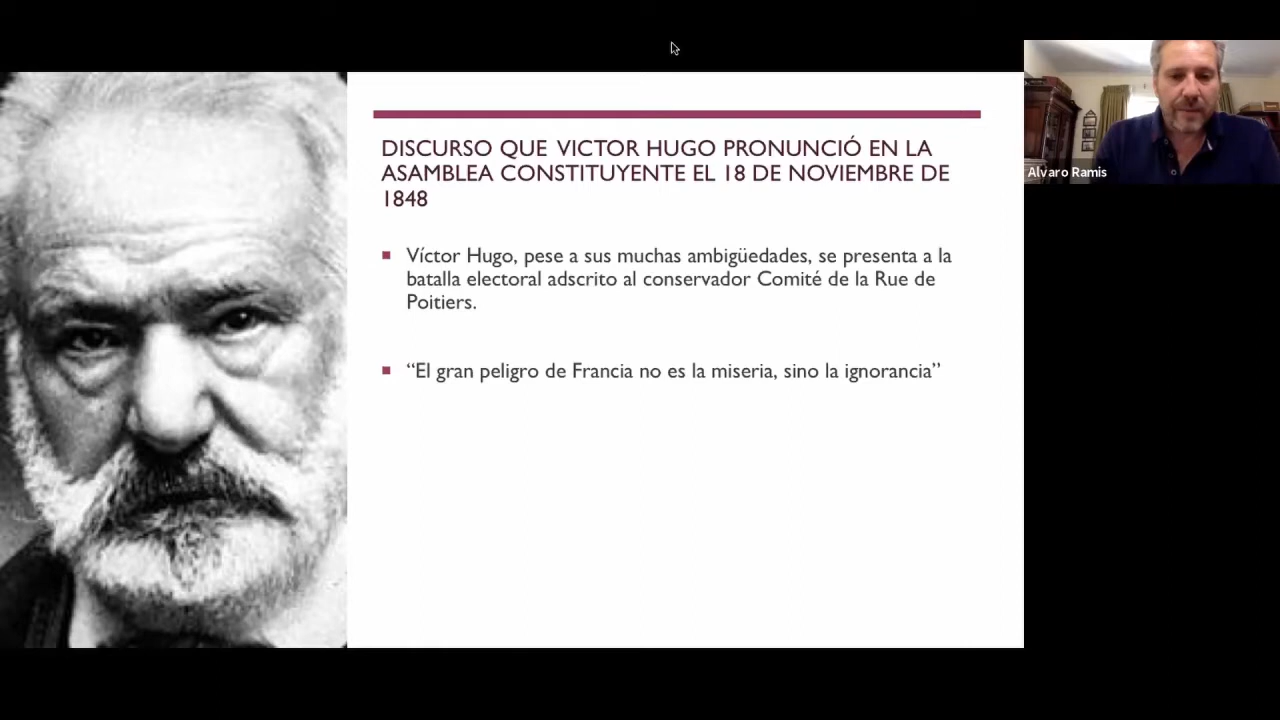 DISCURSO QUE VICTOR HUGO PRONUNCIÓ EN LA
ASAMBLEA CONSTITUYENTE EL 18 DE NOVIEMBRE DE
1848
Víctor Hugo, pese a sus muchas ambigüedades, se presenta a la
batalla electoral adscrito al conservador Comité de la Rue de
Poitiers.
“El gran peligro de Francia no es la miseria, sino la ignorancia”
Alvaro Ramis